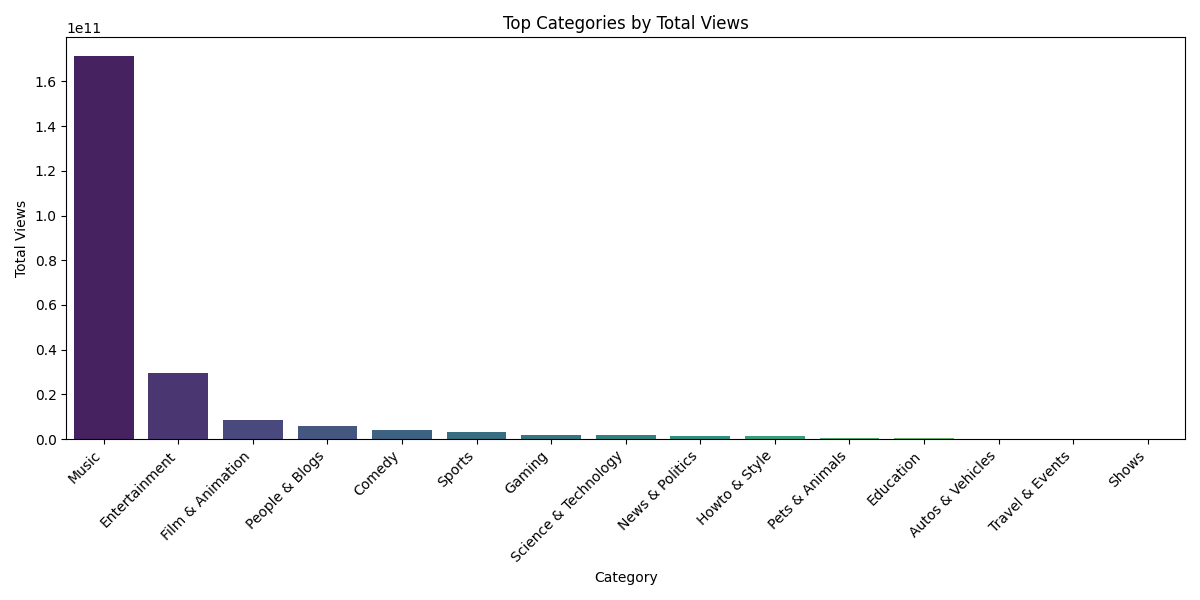 Top Categories by Total Views
1e11
Total Views
1.6
1.4
1.2
1.0
0.8
0.6
0.4
0.2
0.0
Music
Entertainment
Film & Animation
People & Blogs
Comedy
Sports
Gaming
Science & Technology
News & Politics
Howto & Style
Pets & Animals
Education
Autos & Vehicles
Travel & Events
Shows
Category